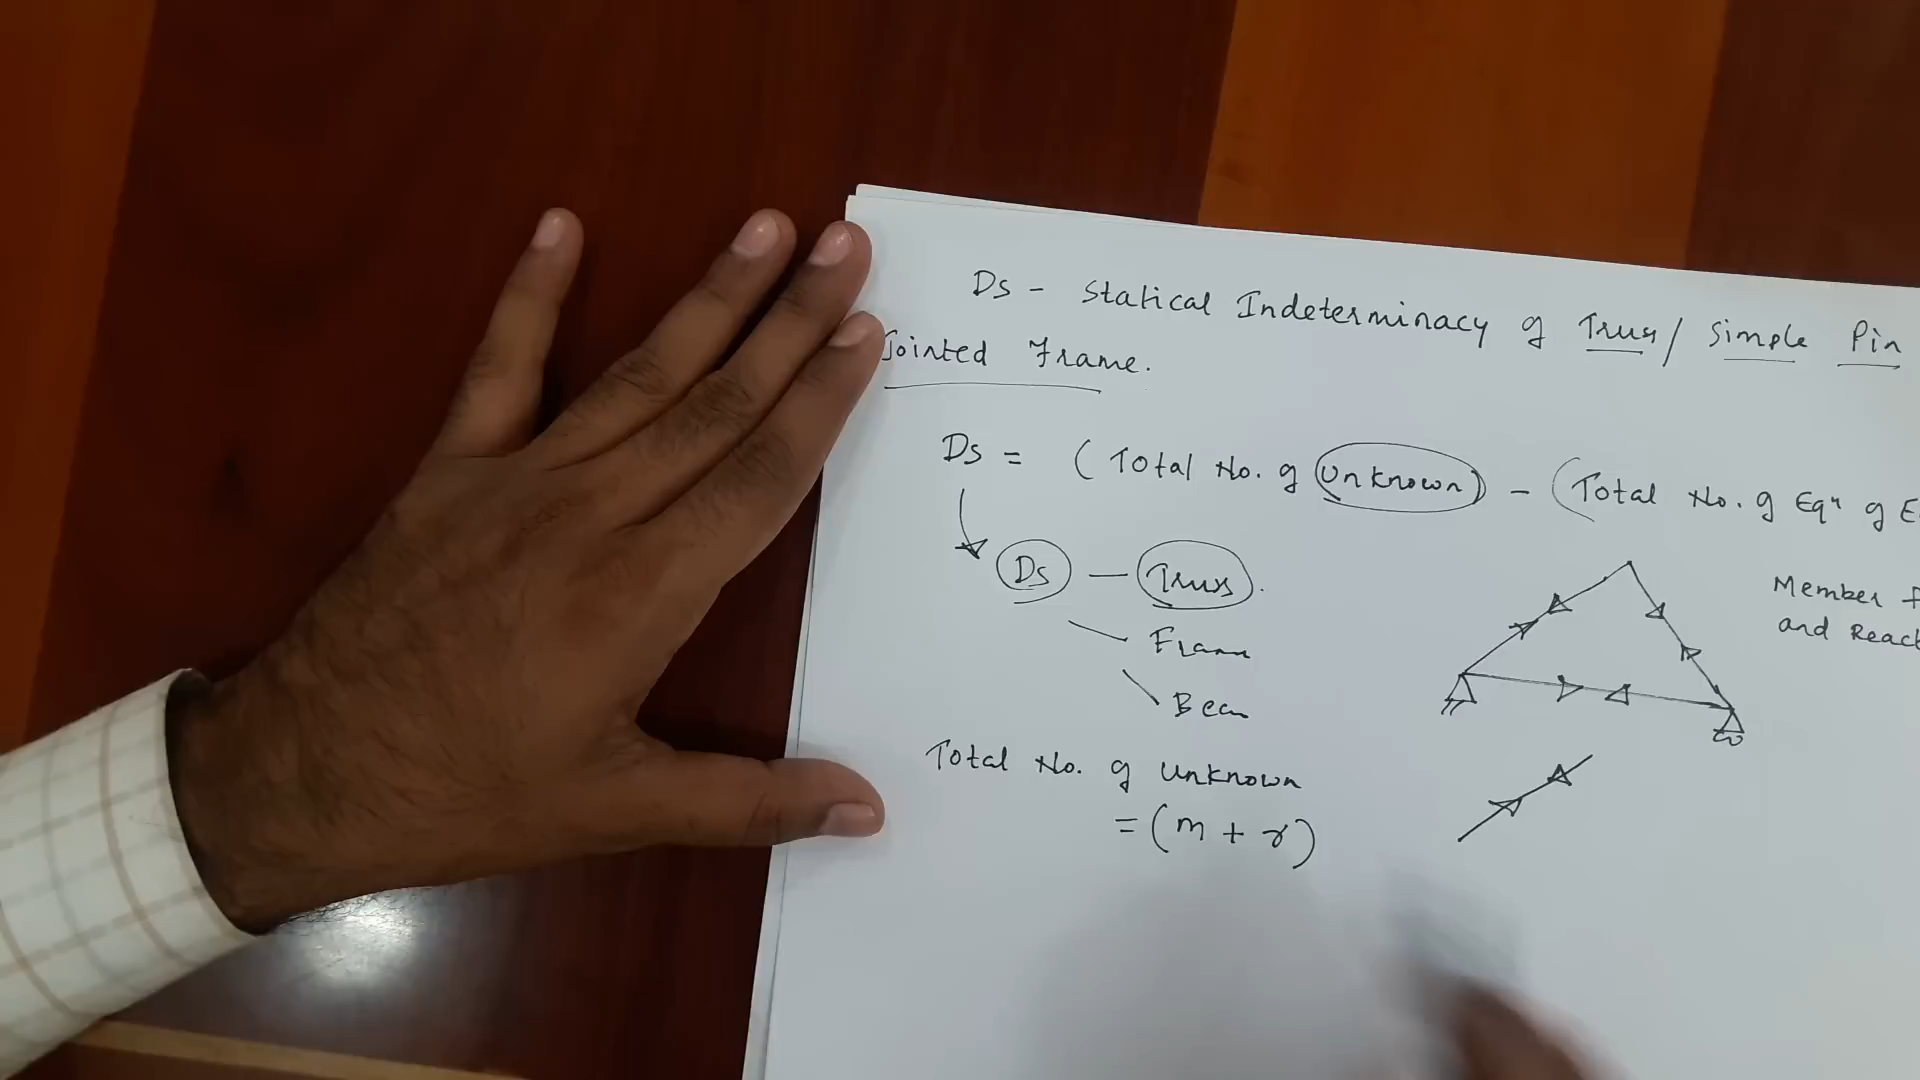 Ds - Statical Indeterminacy of Truss / Simple Pin
Jointed Frame.
Ds = ( Total No. of Unknown ) - ( Total No. of Eqn of E
Ds — Truss.
Frame
Beam
Member f
and React
Total No. of unknown
= (m + r)